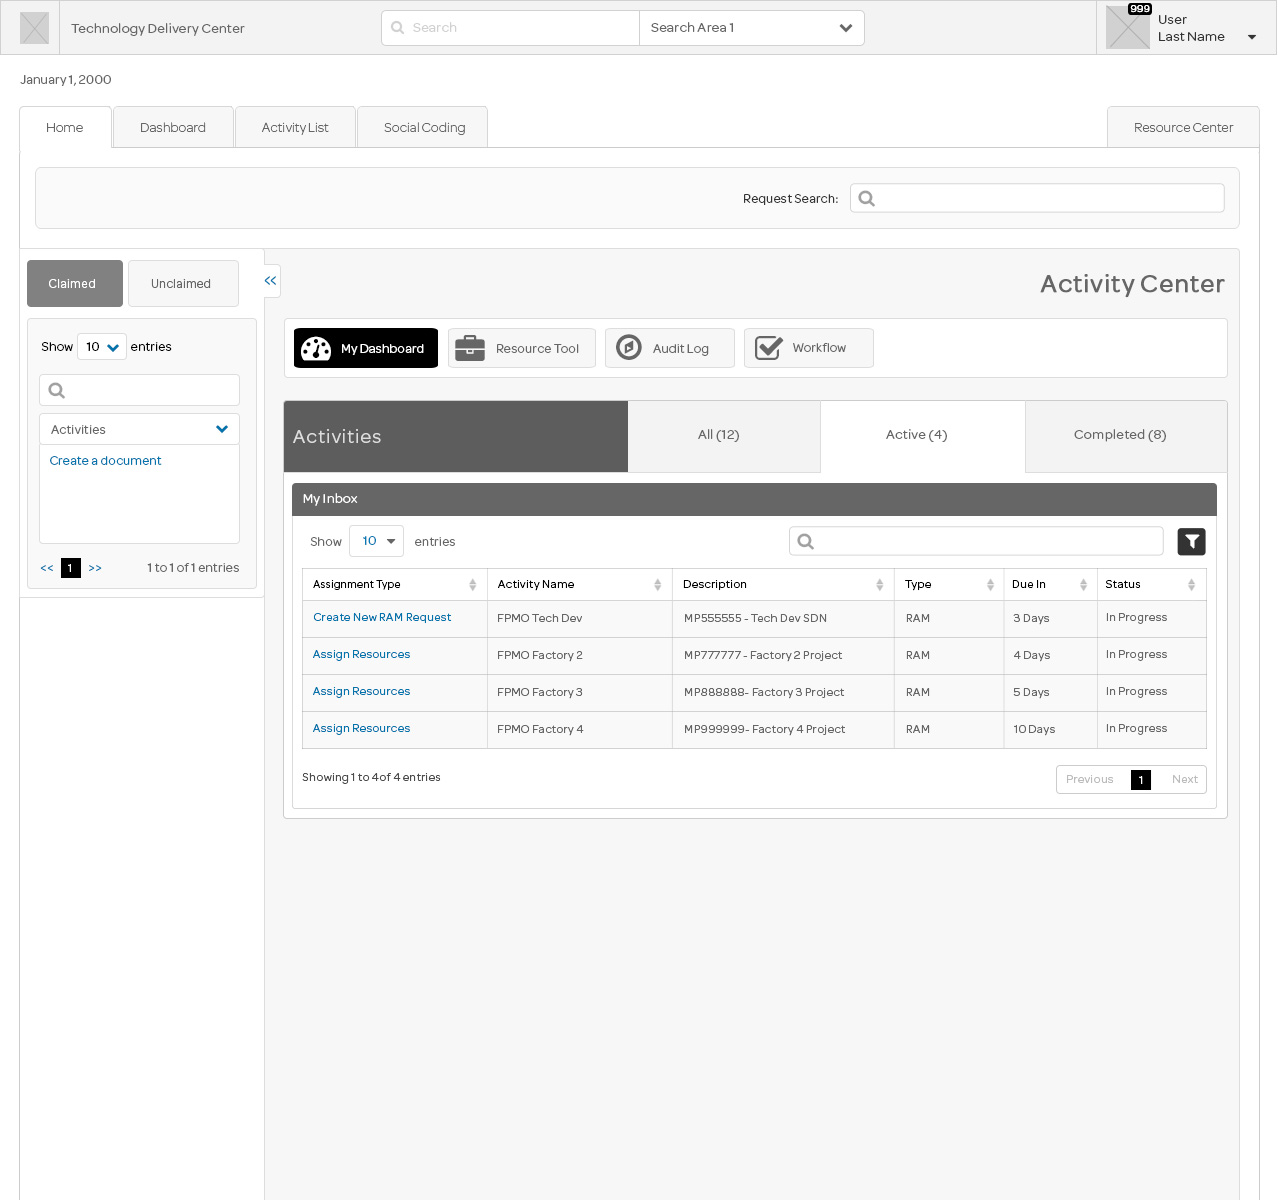 Technology Delivery Center
Search
Search Area 1
999
User
Last Name
January 1, 2000
Home
Dashboard
Activity List
Social Coding
Resource Center
Request Search:
Claimed
Unclaimed
<<
Activity Center
Show 10 entries
My Dashboard
Resource Tool
Audit Log
Workflow
Activities
Create a document
<< 1 >>
1 to 1 of 1 entries
Activities
All (12)
Active (4)
Completed (8)
My Inbox
Show 10 entries
Assignment Type Activity Name Description Type Due In Status
Create New RAM Request FPMO Tech Dev MP555555 - Tech Dev SDN RAM 3 Days In Progress
Assign Resources FPMO Factory 2 MP777777 - Factory 2 Project RAM 4 Days In Progress
Assign Resources FPMO Factory 3 MP888888- Factory 3 Project RAM 5 Days In Progress
Assign Resources FPMO Factory 4 MP999999- Factory 4 Project RAM 10 Days In Progress
Showing 1 to 4 of 4 entries
Previous 1 Next